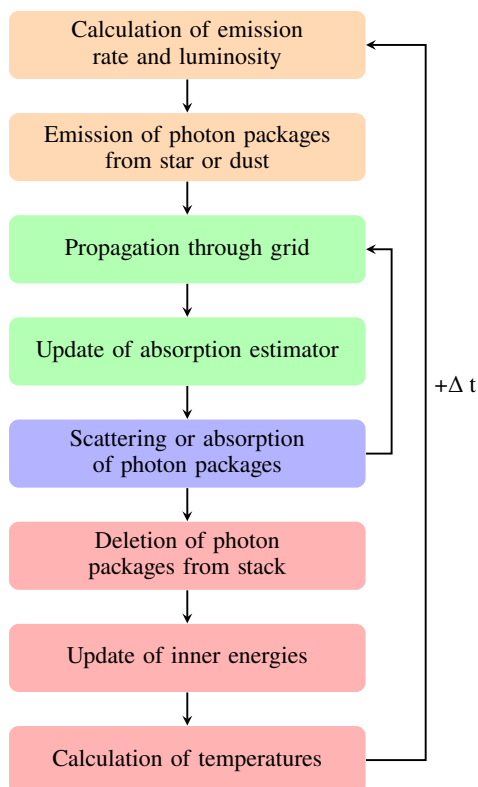 Calculation of emission
rate and luminosity
Emission of photon packages
from star or dust
Propagation through grid
Update of absorption estimator
+Δ t
Scattering or absorption
of photon packages
Deletion of photon
packages from stack
Update of inner energies
Calculation of temperatures